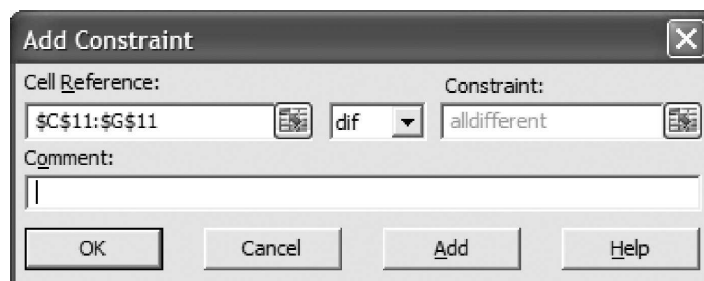 Add Constraint
Cell Reference: Constraint:
$C$11:$G$11 dif alldifferent
Comment:
OK Cancel Add Help